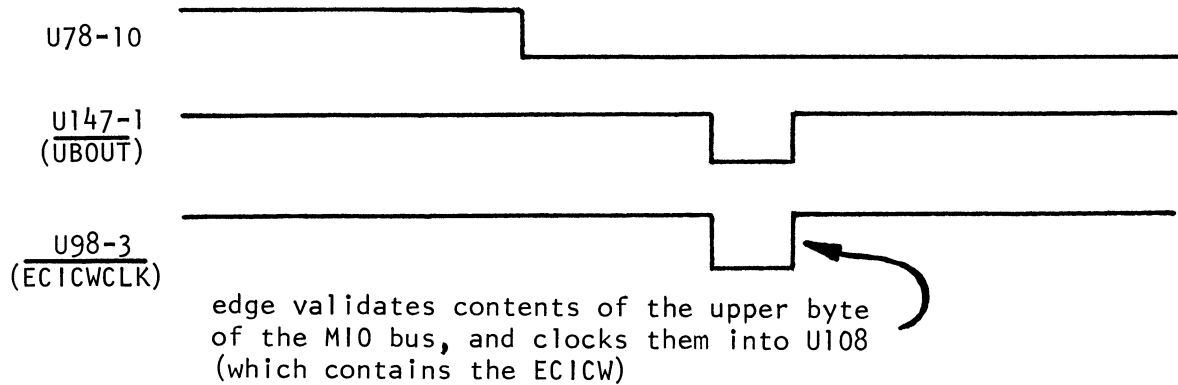 U78-10
U147-1
(UBOUT)
U98-3
(ECICWCLK)
edge validates contents of the upper byte
of the MIO bus, and clocks them into U108
(which contains the ECICW)